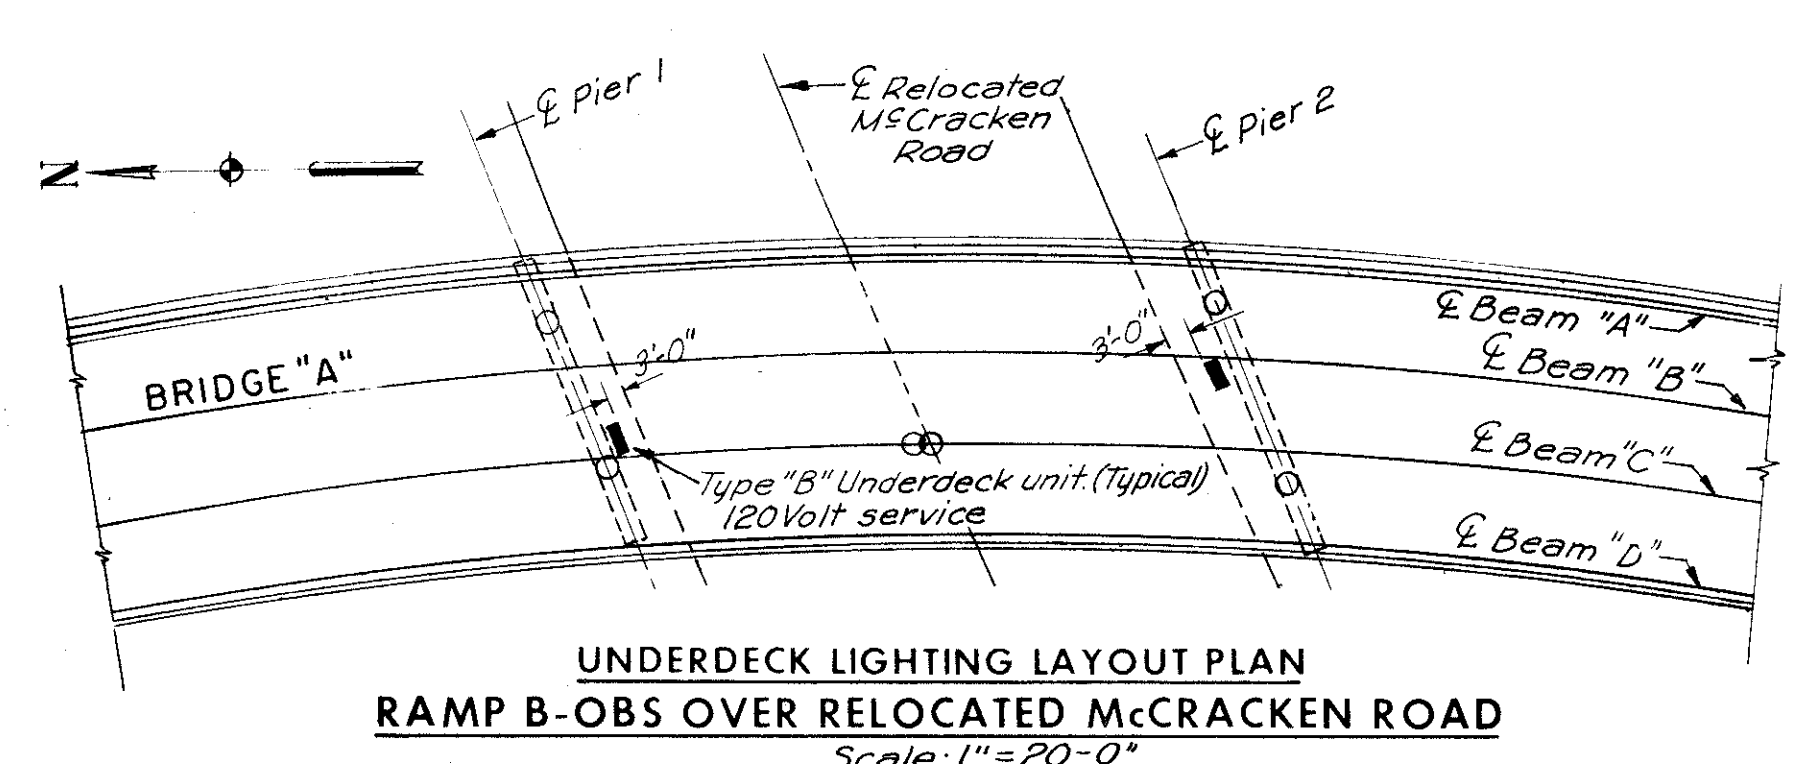 ℄ Pier 1
℄ Relocated
McCracken
Road
℄ Pier 2
N
BRIDGE "A"
3'-0"
3'-0"
℄ Beam "A"
℄ Beam "B"
℄ Beam "C"
℄ Beam "D"
Type "B" Underdeck unit. (Typical)
120 Volt service
UNDERDECK LIGHTING LAYOUT PLAN
RAMP B-OBS OVER RELOCATED McCRACKEN ROAD
Scale: 1" = 20-0"